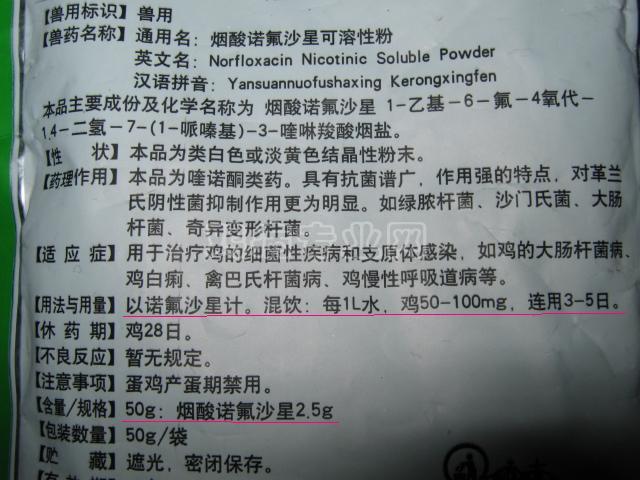 【兽用标识】兽用
【兽药名称】通用名：烟酸诺氟沙星可溶性粉
英文名：Norfloxacin Nicotinic Soluble Powder
汉语拼音：Yansuannuofushaxing Kerongxingfen
本品主要成份及化学名称为 烟酸诺氟沙星 1-乙基-6-氟-4氧代-
1,4-二氢-7-(1-哌嗪基)-3-喹啉羧酸烟盐。
【性 状】本品为类白色或淡黄色结晶性粉末。
【药理作用】本品为喹诺酮类药。具有抗菌谱广，作用强的特点，对革兰
氏阴性菌抑制作用更为明显。如绿脓杆菌、沙门氏菌、大肠
杆菌、奇异变形杆菌。
【适 应 症】用于治疗鸡的细菌性疾病和支原体感染，如鸡的大肠杆菌病、
鸡白痢、禽巴氏杆菌病、鸡慢性呼吸道病等。
【用法与用量】以诺氟沙星计。混饮：每1L水，鸡50-100mg，连用3-5日。
【休 药 期】鸡28日。
【不良反应】暂无规定。
【注意事项】蛋鸡产蛋期禁用。
【含量/规格】50g：烟酸诺氟沙星2.5g
【包装数量】50g/袋
【贮 藏】遮光，密闭保存。